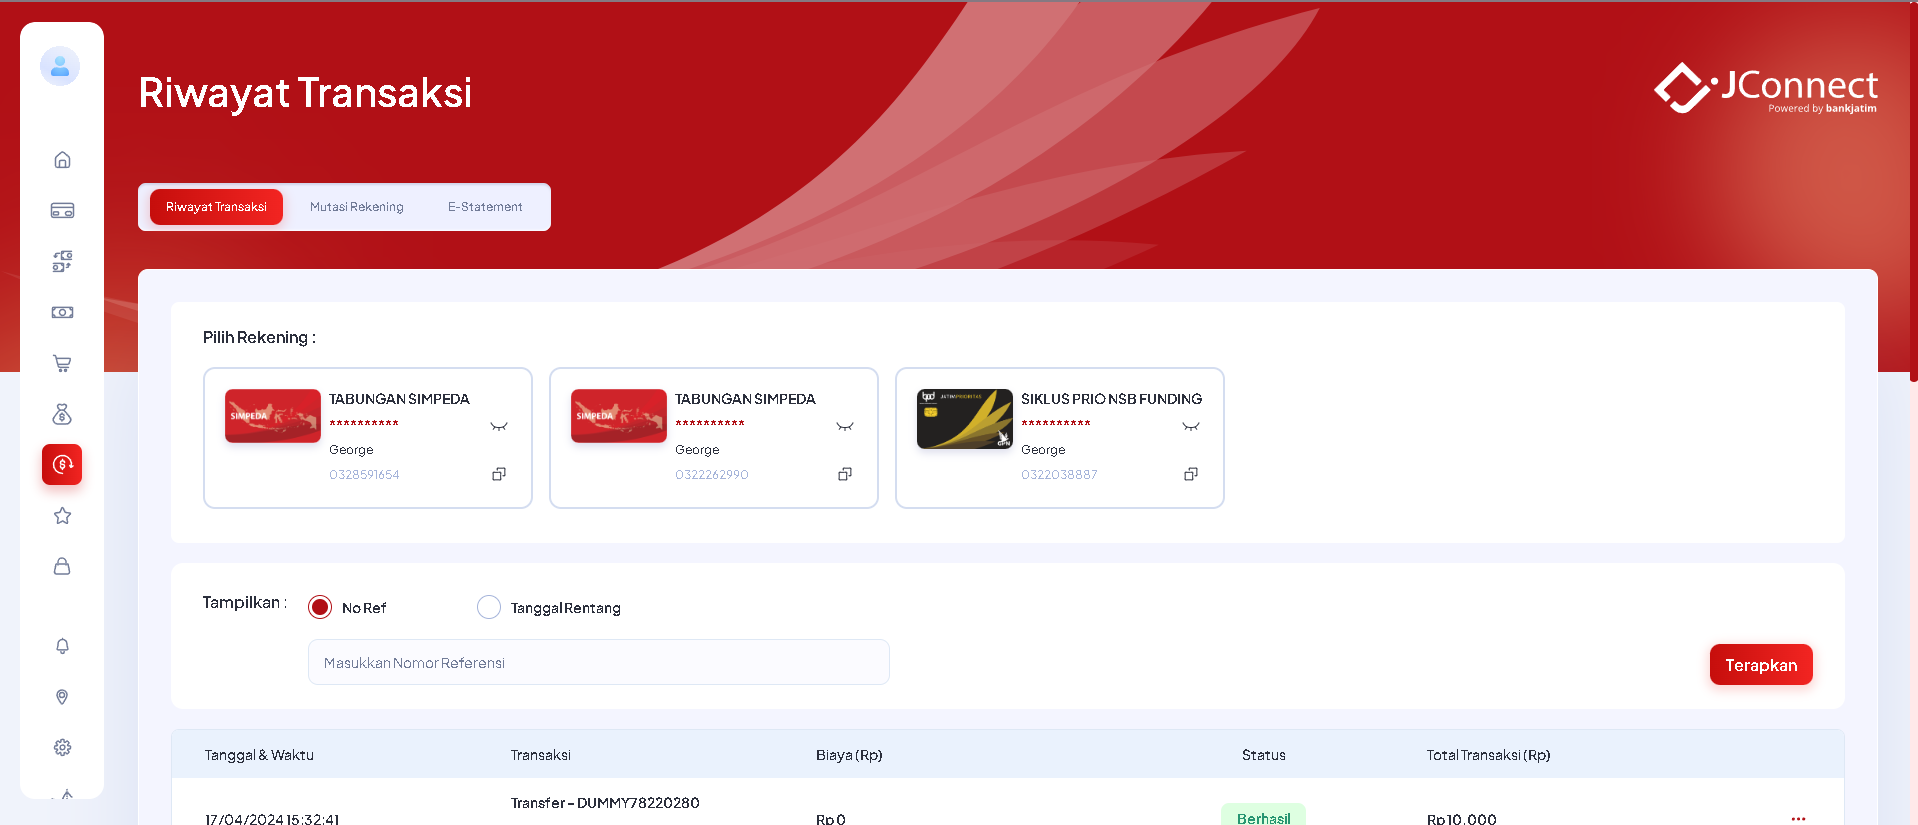 Riwayat Transaksi
JConnect
Powered by bankjatim
Riwayat Transaksi
Mutasi Rekening
E-Statement
Pilih Rekening :
SIMPEDA
TABUNGAN SIMPEDA
**********
George
0328591654
SIMPEDA
TABUNGAN SIMPEDA
**********
George
0322262990
bpd JATIMPRIORITAS
GPN
SIKLUS PRIO NSB FUNDING
**********
George
0322038887
Tampilkan :
No Ref
Tanggal Rentang
Masukkan Nomor Referensi
Terapkan
Tanggal & Waktu
Transaksi
Biaya (Rp)
Status
Total Transaksi (Rp)
17/04/2024 15:32:41
Transfer - DUMMY78220280
Rp 0
Berhasil
Rp 10.000